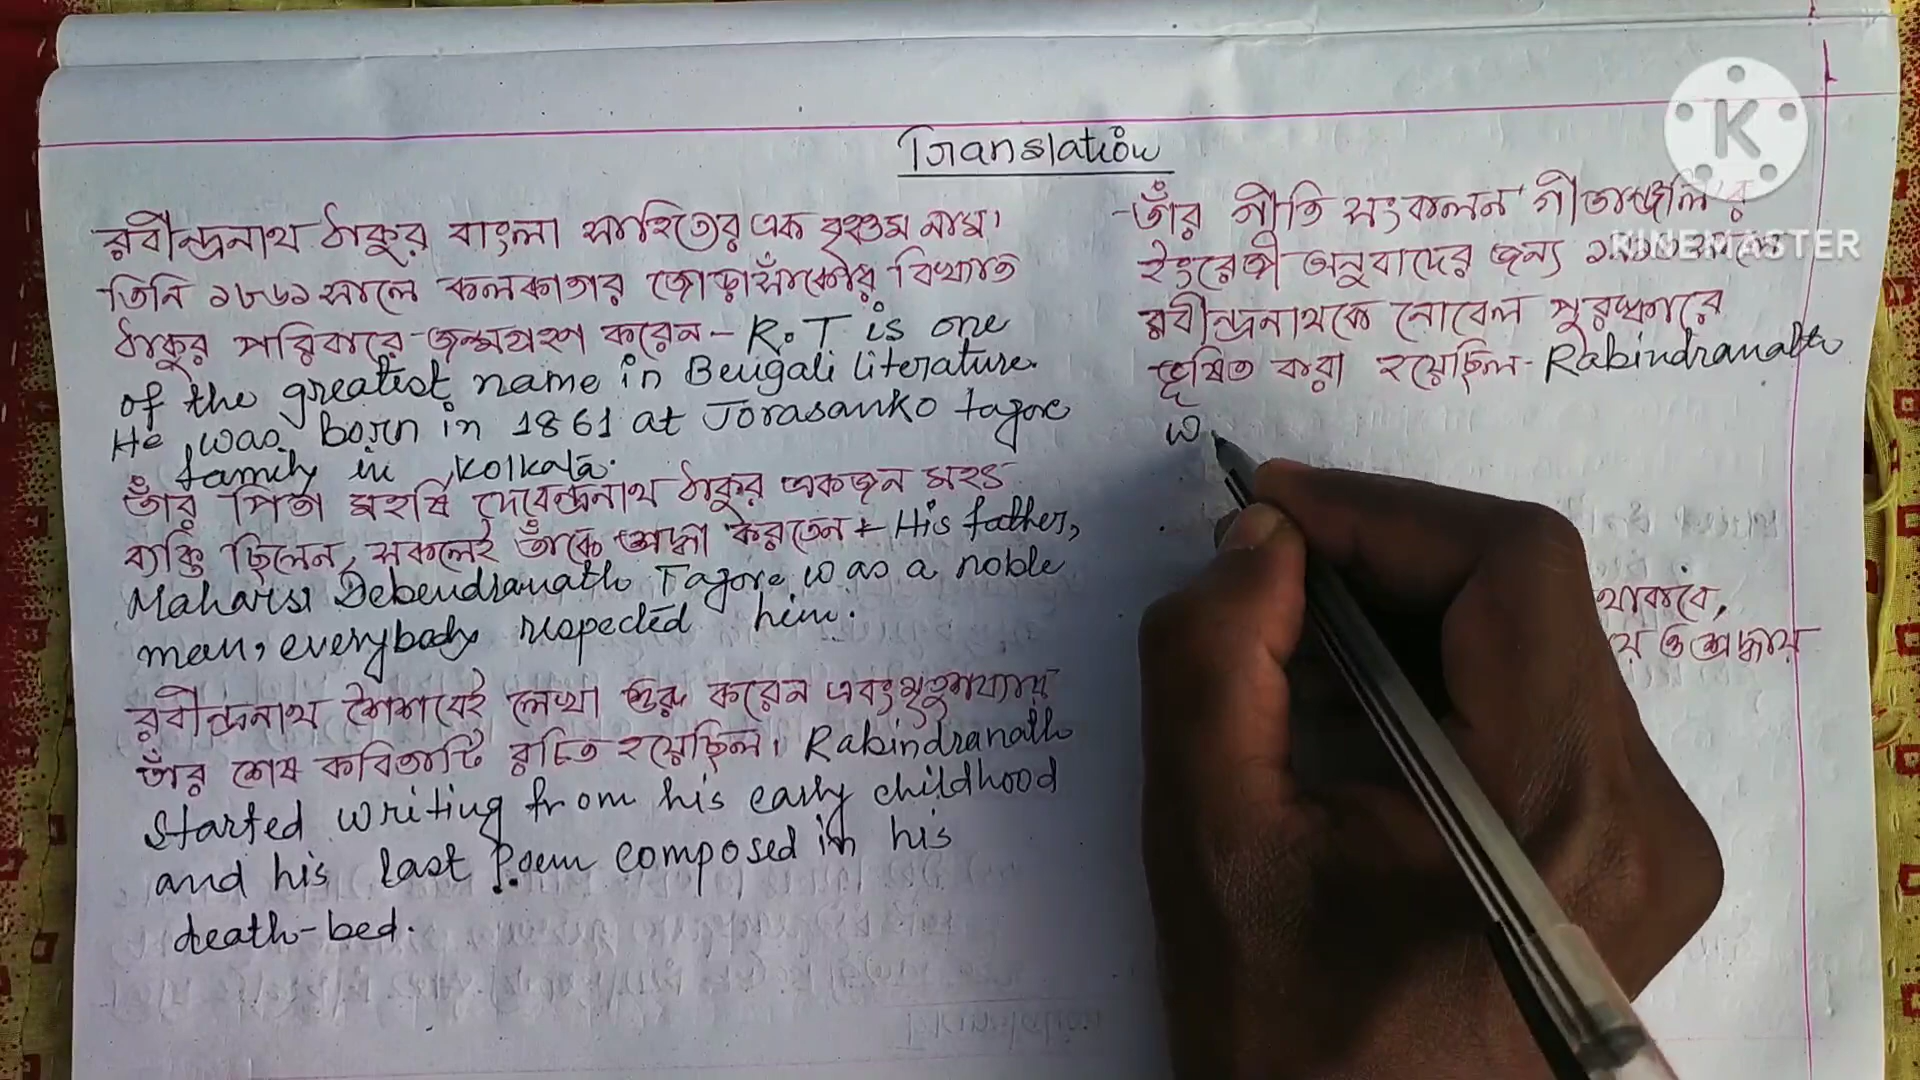 Translation
রবীন্দ্রনাথ ঠাকুর বাংলা সাহিত্যের এক বৃহত্তম নাম।
তিনি ১৮৬১ সালে কলকাতার জোড়াসাঁকোর বিখ্যাত
ঠাকুর পরিবারে জন্মগ্রহণ করেন - R.T is one
of the greatest name in Bengali literature.
He was born in 1861 at Jorasanko Tagore
family in Kolkata.
তাঁর পিতা মহর্ষি দেবেন্দ্রনাথ ঠাকুর একজন মহৎ
ব্যক্তি ছিলেন, সকলেই তাঁকে শ্রদ্ধা করতেন - His father,
Maharsi Debendranath Tagore was a noble
man, everybody respected him.
রবীন্দ্রনাথ শৈশবেই লেখা শুরু করেন এবং মৃত্যুশয্যায়
তাঁর শেষ কবিতাটি রচিত হয়েছিল। Rabindranath
started writing from his early childhood
and his last poem composed in his
death-bed.
তাঁর গীতি সংকলন 'গীতাঞ্জলি'র
ইংরেজী অনুবাদের জন্য
রবীন্দ্রনাথকে নোবেল পুরস্কারে
ভূষিত করা হয়েছিল - Rabindranath
w
থাকবে,
ও শ্রদ্ধায়
K
KINEMASTER